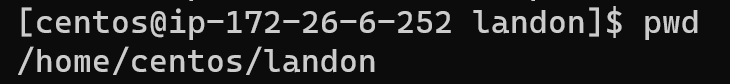 [centos@ip-172-26-6-252 landon]$ pwd
/home/centos/landon